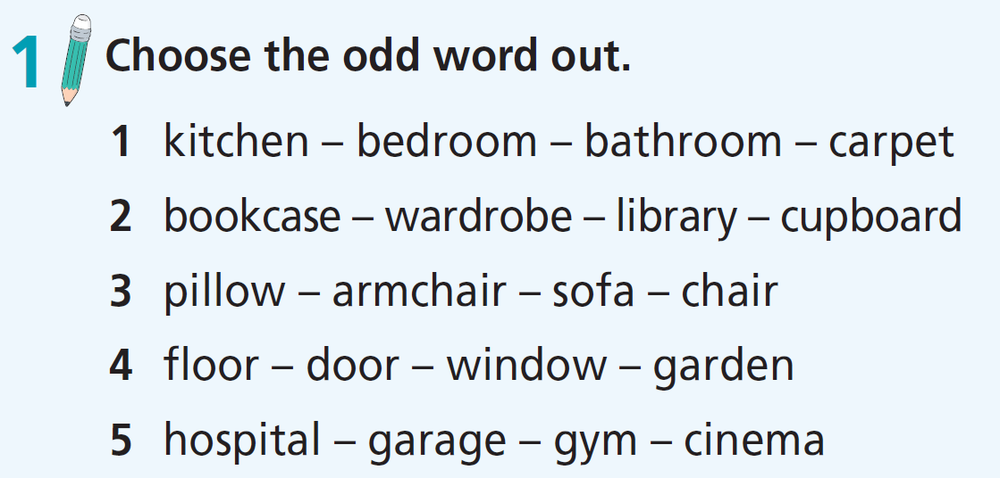 1 Choose the odd word out.
1 kitchen – bedroom – bathroom – carpet
2 bookcase – wardrobe – library – cupboard
3 pillow – armchair – sofa – chair
4 floor – door – window – garden
5 hospital – garage – gym – cinema